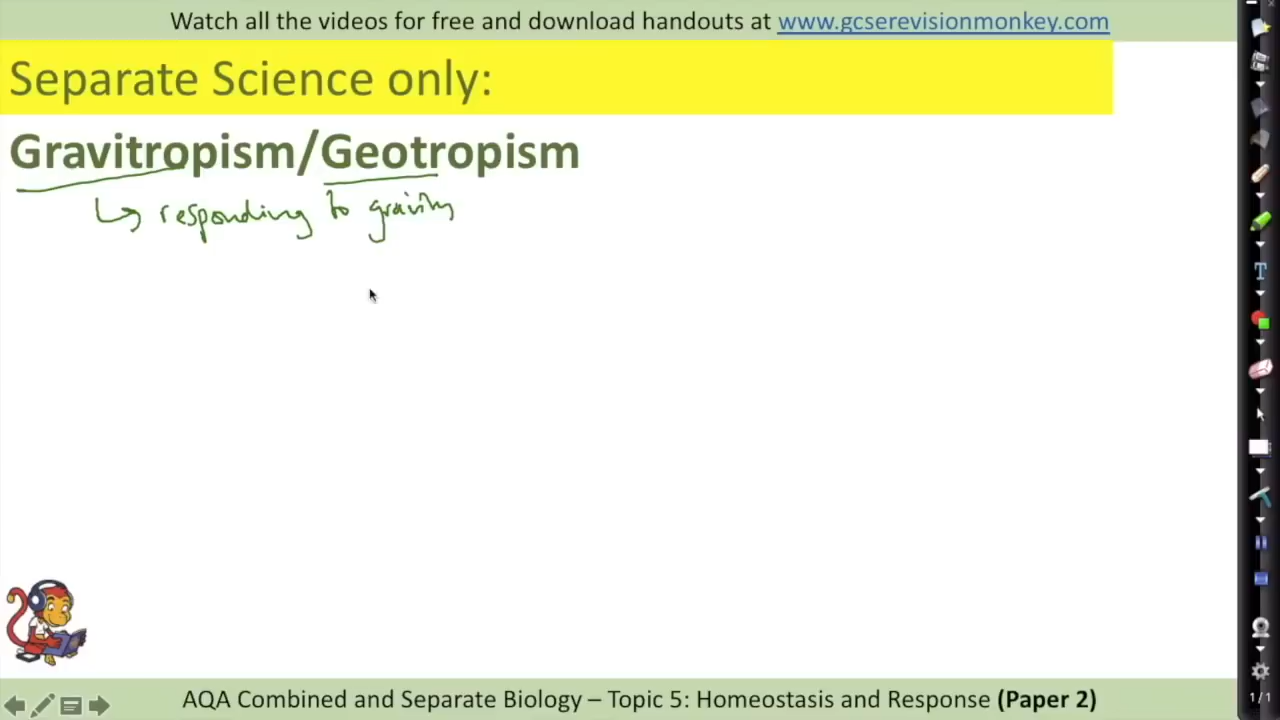 Watch all the videos for free and download handouts at www.gcserevisionmonkey.com
Separate Science only:
Gravitropism/Geotropism
↳ responding to gravity
AQA Combined and Separate Biology – Topic 5: Homeostasis and Response (Paper 2)
T
1/1